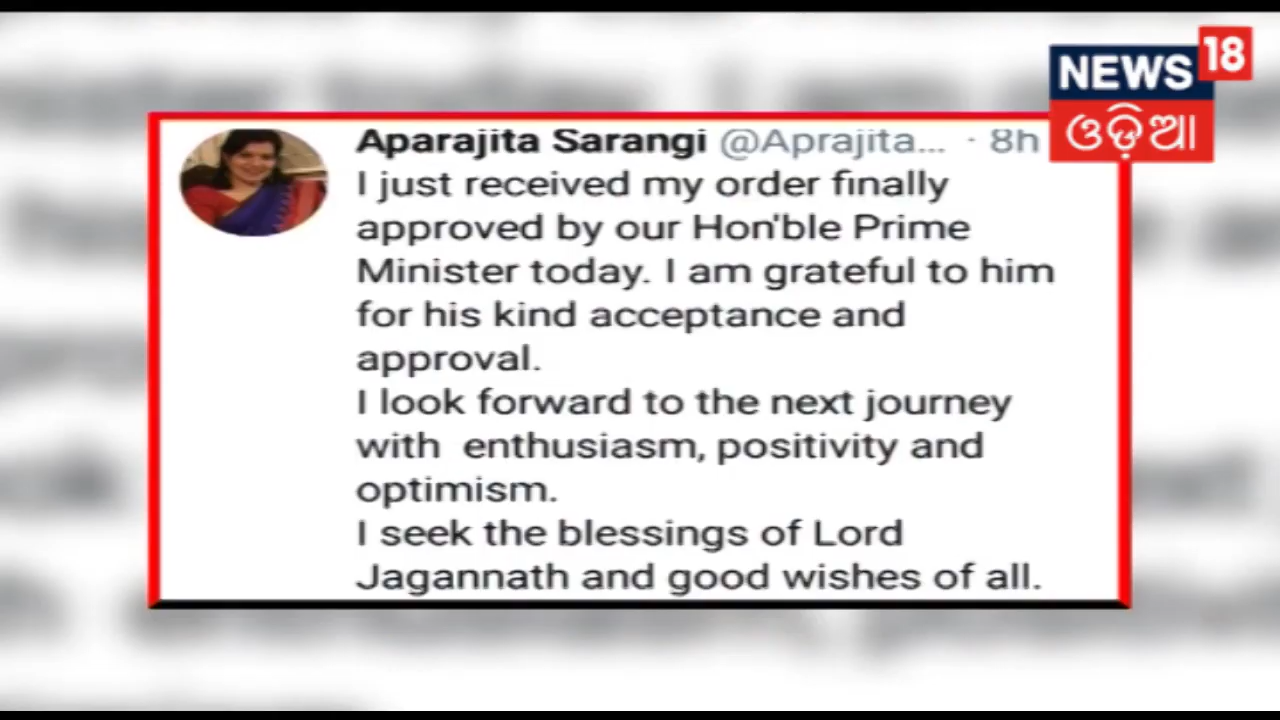 NEWS 18
ଓଡ଼ିଆ
Aparajita Sarangi @Aprajita... · 8h
I just received my order finally
approved by our Hon'ble Prime
Minister today. I am grateful to him
for his kind acceptance and
approval.
I look forward to the next journey
with  enthusiasm, positivity and
optimism.
I seek the blessings of Lord
Jagannath and good wishes of all.